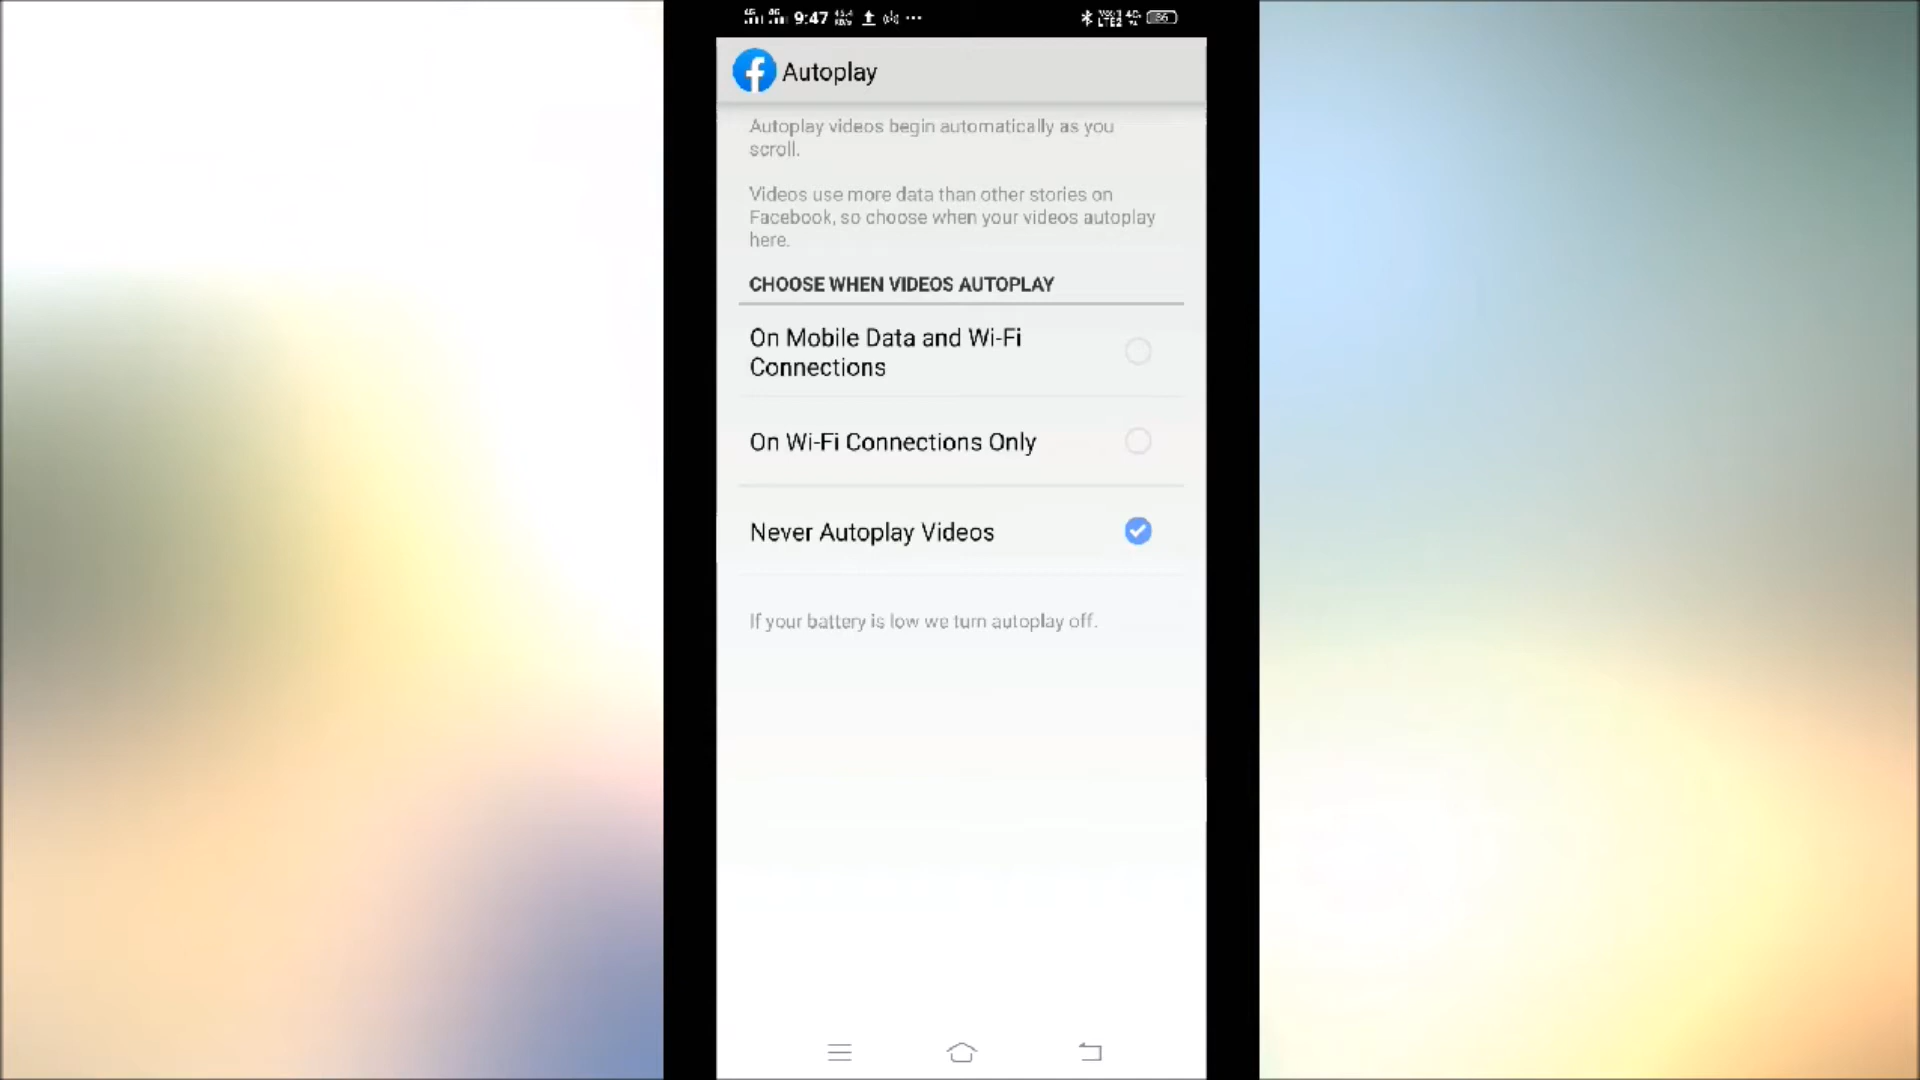 9:47
Autoplay
Autoplay videos begin automatically as you
scroll.
Videos use more data than other stories on
Facebook, so choose when your videos autoplay
here.
CHOOSE WHEN VIDEOS AUTOPLAY
On Mobile Data and Wi-Fi
Connections
On Wi-Fi Connections Only
Never Autoplay Videos
If your battery is low we turn autoplay off.